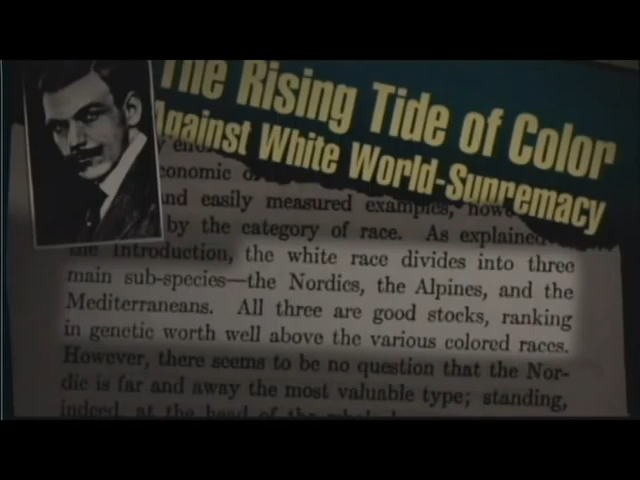 The Rising Tide of Color
Against White World-Supremacy
conomic
nd easily measured examples, howe
by the category of race. As explained
the Introduction, the white race divides into three
main sub-species—the Nordics, the Alpines, and the
Mediterraneans. All three are good stocks, ranking
in genetic worth well above the various colored races.
However, there seems to be no question that the Nor-
dic is far and away the most valuable type; standing,
indeed, at the head of the